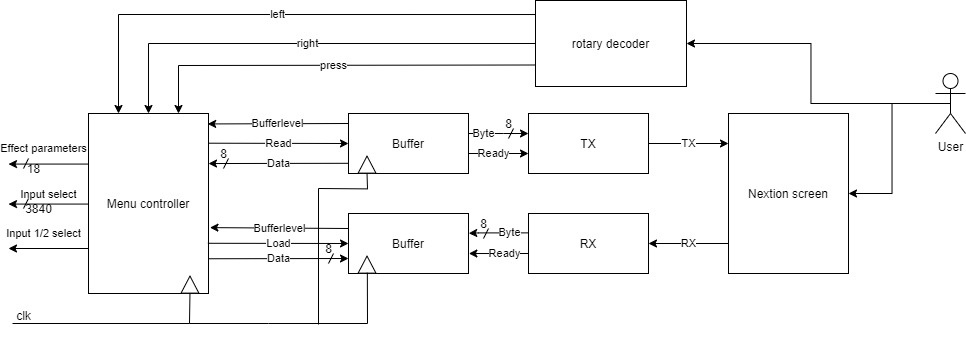 left
rotary decoder
right
press
Bufferlevel
8
Byte
Effect parameters
Read
Buffer
TX
TX
User
8
Data
Ready
18
Input select
Menu controller
Nextion screen
3840
Bufferlevel
8
Byte
Input 1/2 select
Load
Buffer
RX
RX
8
Data
Ready
clk